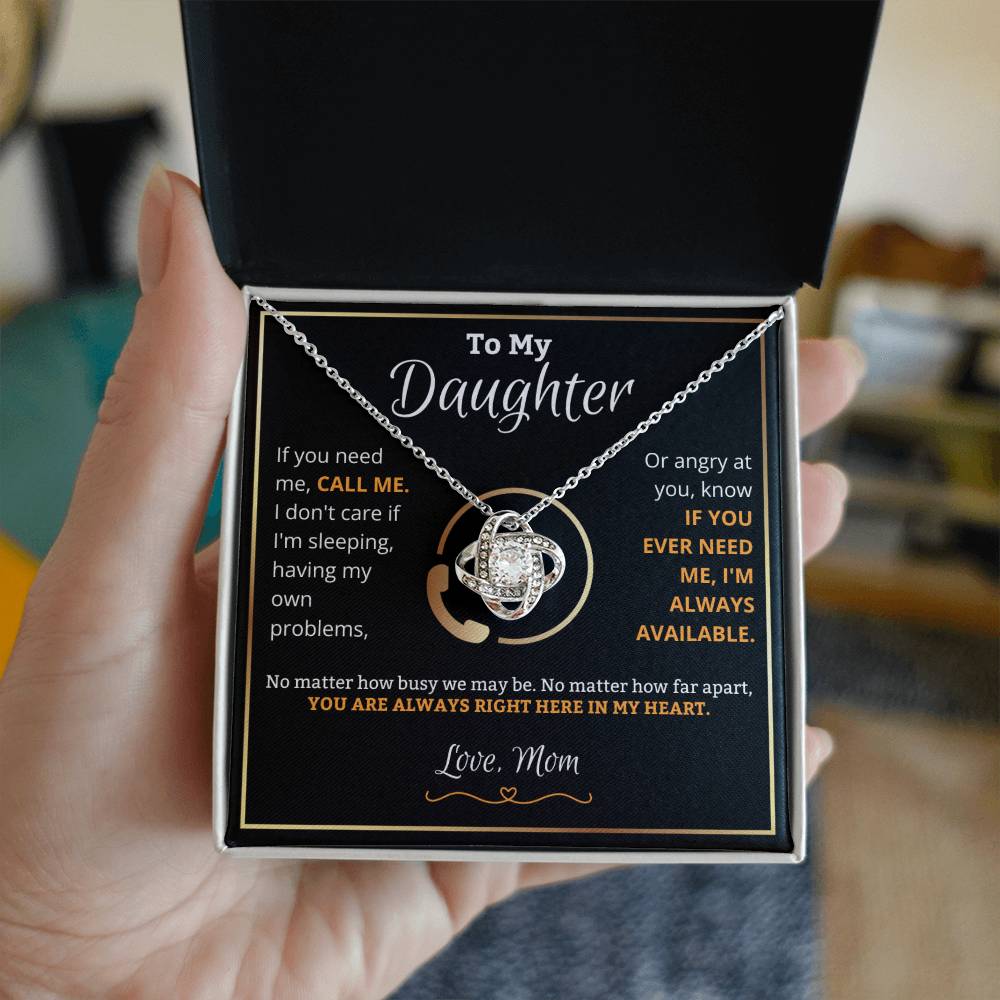 To My
Daughter
If you need
me, CALL ME.
I don't care if
I'm sleeping,
having my
own
problems,
Or angry at
you, know
IF YOU
EVER NEED
ME, I'M
ALWAYS
AVAILABLE.
No matter how busy we may be. No matter how far apart,
YOU ARE ALWAYS RIGHT HERE IN MY HEART.
Love, Mom